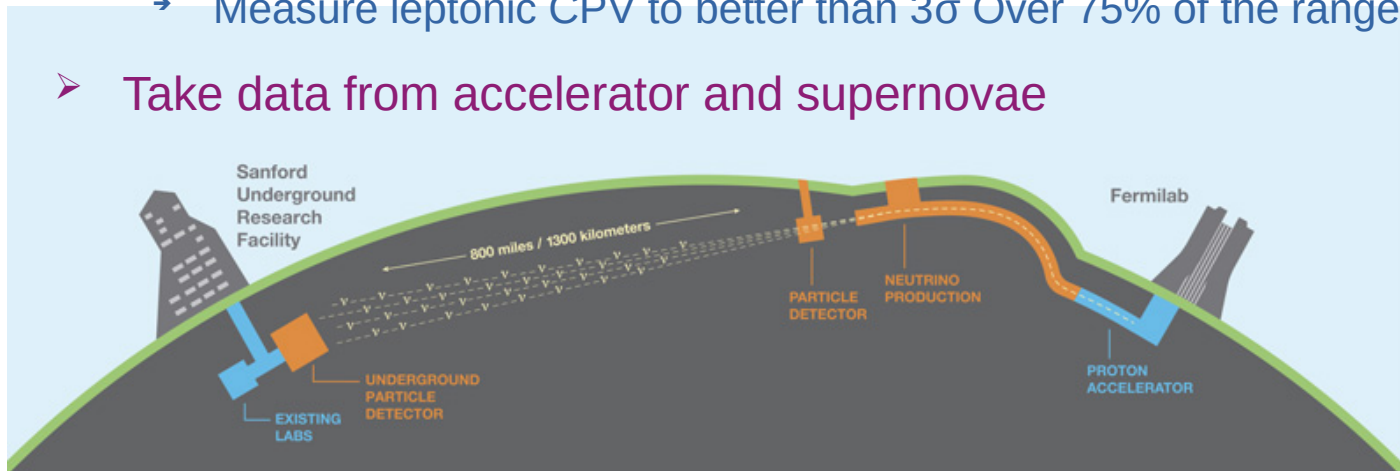 Measure leptonic CPV to better than 3σ Over 75% of the range
Take data from accelerator and supernovae
Sanford
Underground
Research
Facility
Fermilab
800 miles / 1300 kilometers
ν ν ν ν ν ν ν
ν ν ν ν ν ν
ν ν ν ν ν ν ν
ν ν ν ν ν ν
PARTICLE
DETECTOR
NEUTRINO
PRODUCTION
PROTON
ACCELERATOR
UNDERGROUND
PARTICLE
DETECTOR
EXISTING
LABS